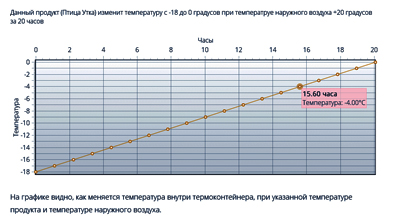 Данный продукт (Птица Утка) изменит температуру с -18 до 0 градусов при температруе наружного воздуха +20 градусов
за 20 часов
Часы
0 2 4 6 8 10 12 14 16 18 20
0
-2
-4
-6
-8
-10
-12
-14
-16
-18
Температура
15.60 часа
Температура: -4.00°C
На графике видно, как меняется температура внутри термоконтейнера, при указанной температуре
продукта и температуре наружного воздуха.